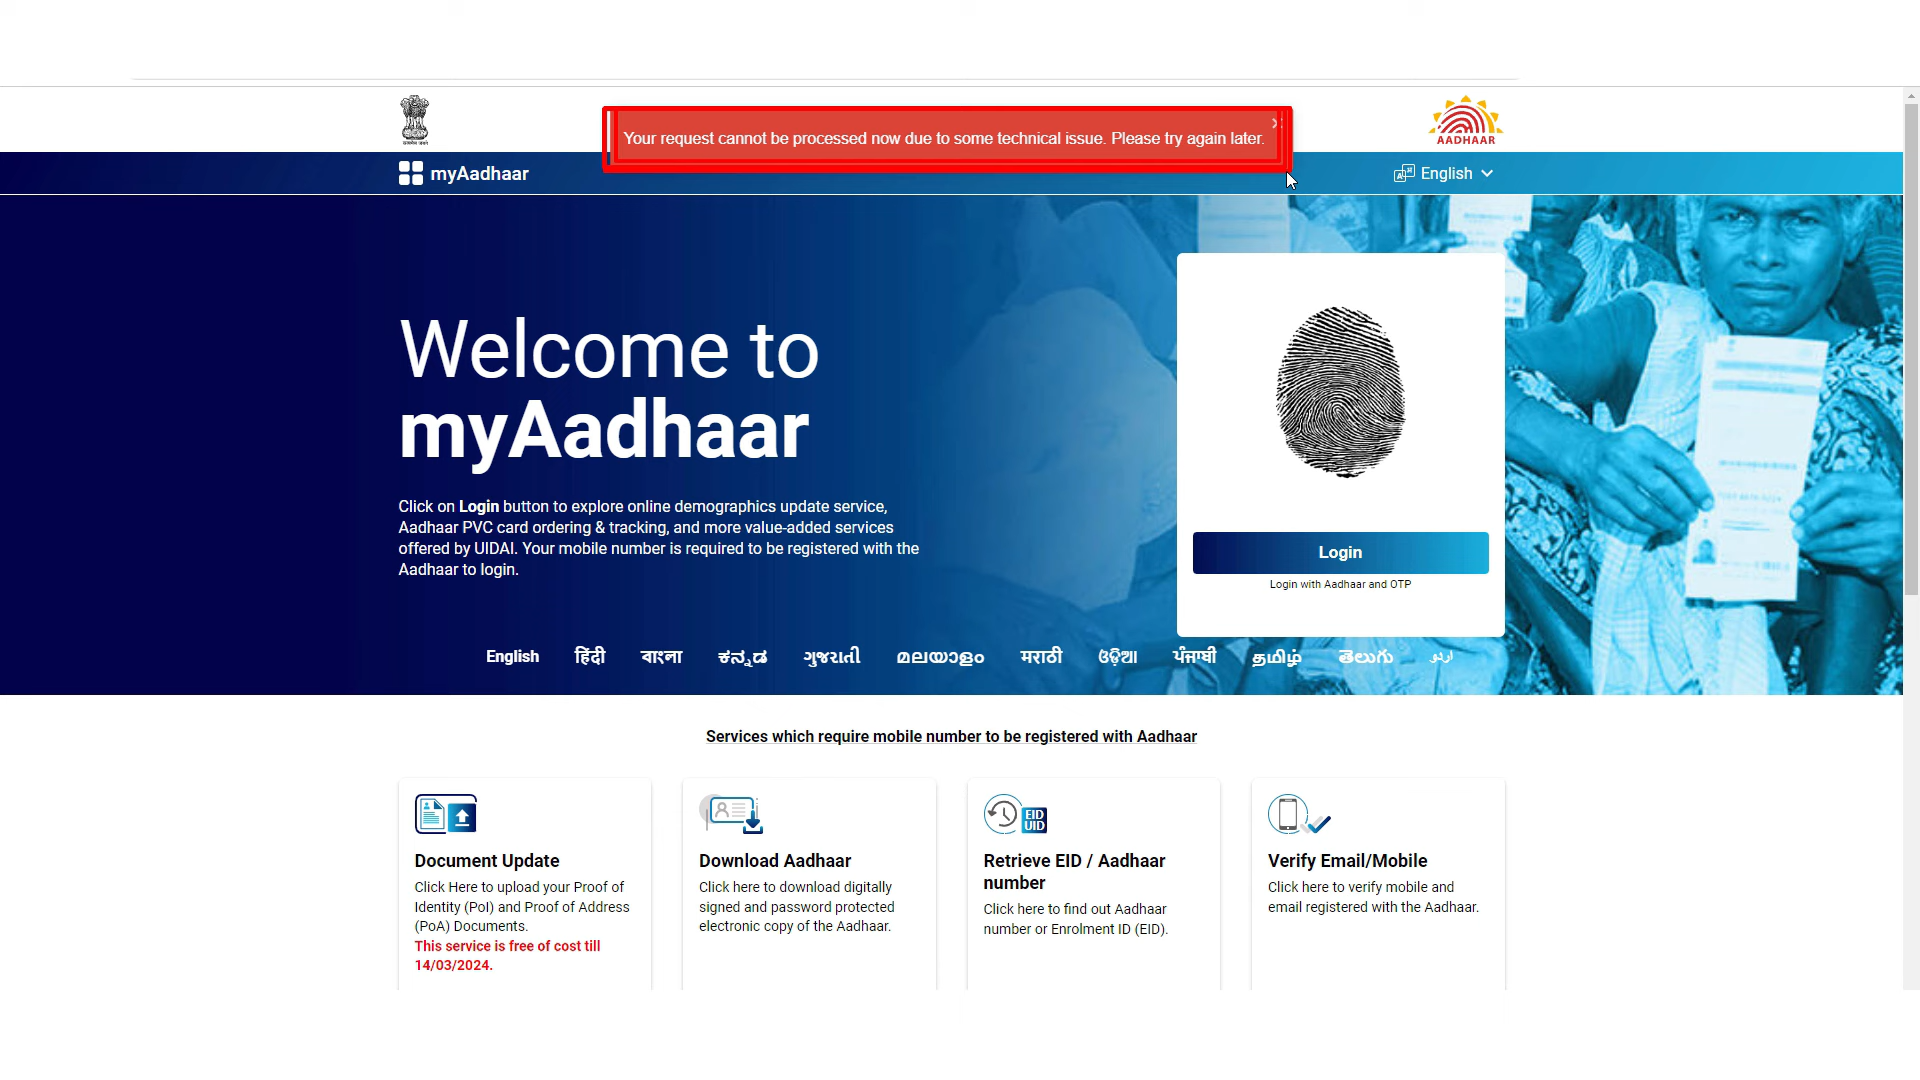 Your request cannot be processed now due to some technical issue. Please try again later.
सत्यमेव जयते
AADHAAR
myAadhaar
English
Welcome to
myAadhaar
Click on Login button to explore online demographics update service,
Aadhaar PVC card ordering & tracking, and more value-added services
offered by UIDAI. Your mobile number is required to be registered with the
Aadhaar to login.
Login
Login with Aadhaar and OTP
English हिंदी বাংলা ಕನ್ನಡ ગુજરાતી മലയാളം मराठी ଓଡ଼ିଆ ਪੰਜਾਬੀ தமிழ் తెలుగు اردو
Services which require mobile number to be registered with Aadhaar
EID
UID
Document Update
Click Here to upload your Proof of
Identity (PoI) and Proof of Address
(PoA) Documents.
This service is free of cost till
14/03/2024.
Download Aadhaar
Click here to download digitally
signed and password protected
electronic copy of the Aadhaar.
Retrieve EID / Aadhaar
number
Click here to find out Aadhaar
number or Enrolment ID (EID).
Verify Email/Mobile
Click here to verify mobile and
email registered with the Aadhaar.